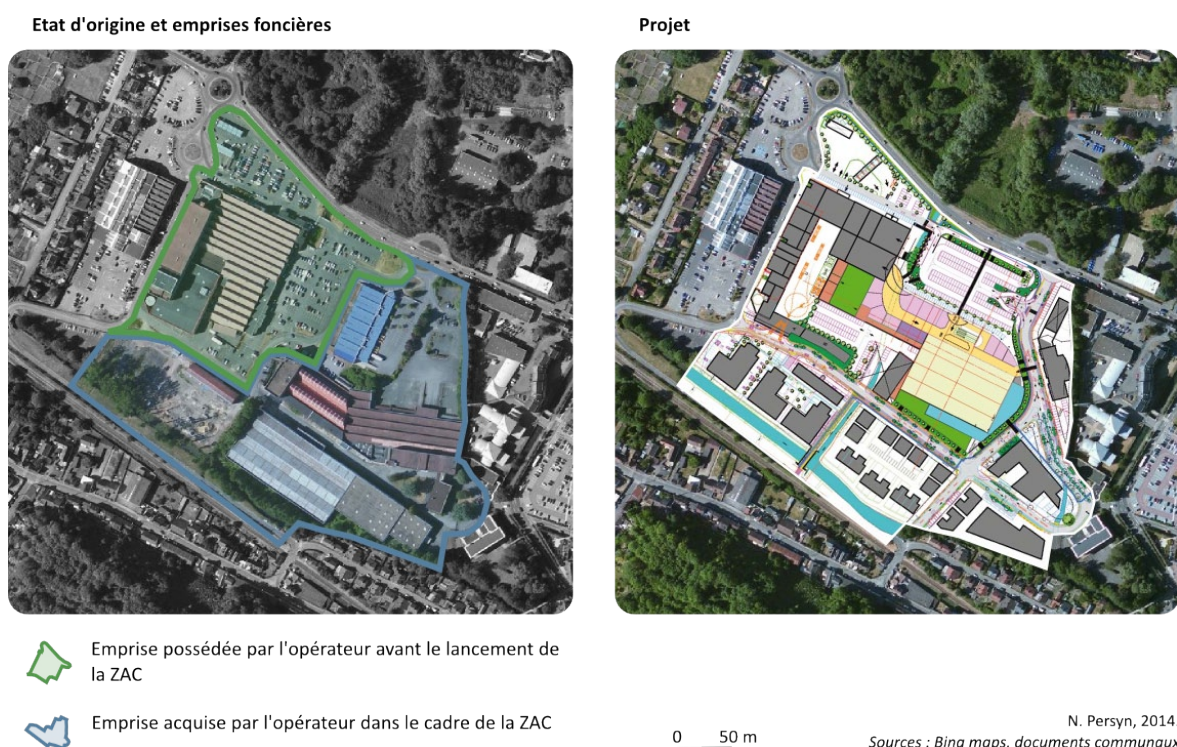 Etat d'origine et emprises foncières
Projet
Emprise possédée par l'opérateur avant le lancement de
la ZAC
Emprise acquise par l'opérateur dans le cadre de la ZAC
0 50 m
N. Persyn, 2014.
Sources : Bing maps, documents communaux